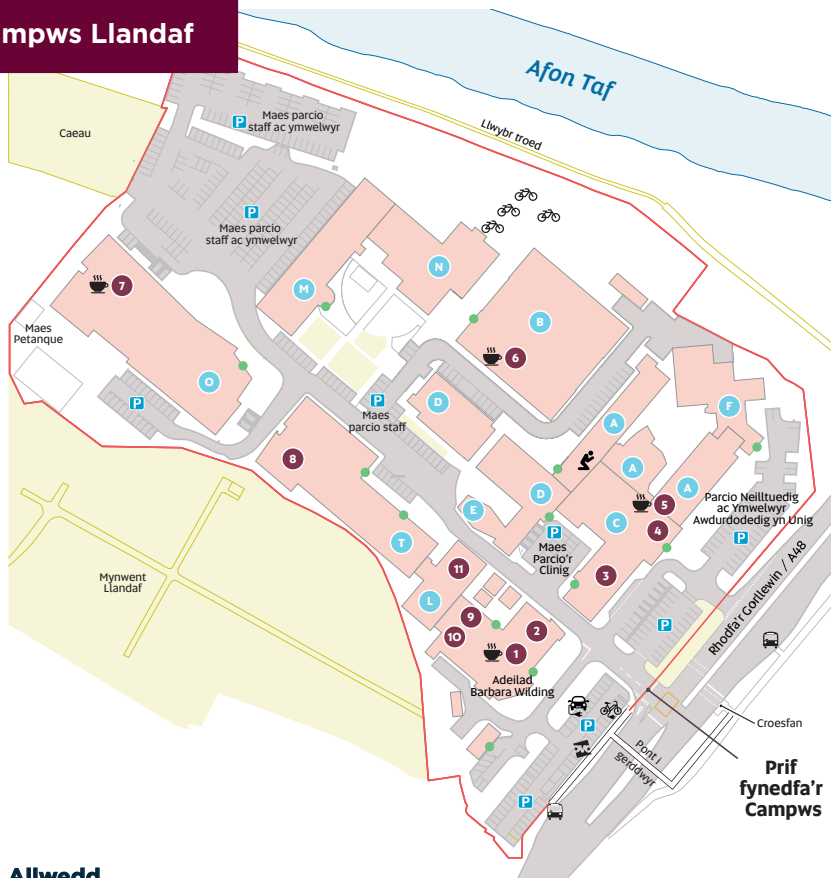 mpws Llandaf
Afon Taf
Llwybr troed
Caeau
P
Maes parcio
staff ac ymwelwyr
P
Maes parcio
staff ac ymwelwyr
N
M
7
B
6
Maes
Petanque
O
P
P
Maes
parcio staff
D
A
F
8
A
A
5
Parcio Neilltuedig
ac Ymwelwyr
Awdurdodedig yn Unig
P
D
E
C
4
P
Maes
Parcio'r
Clinig
T
11
3
Mynwent
Llandaf
L
9
10
2
1
Adeilad
Barbara Wilding
P
Rhodfa'r Gorllewin / A48
P
P
Croesfan
Pont i
gerddwyr
Prif
fynedfa'r
Campws
Allwedd